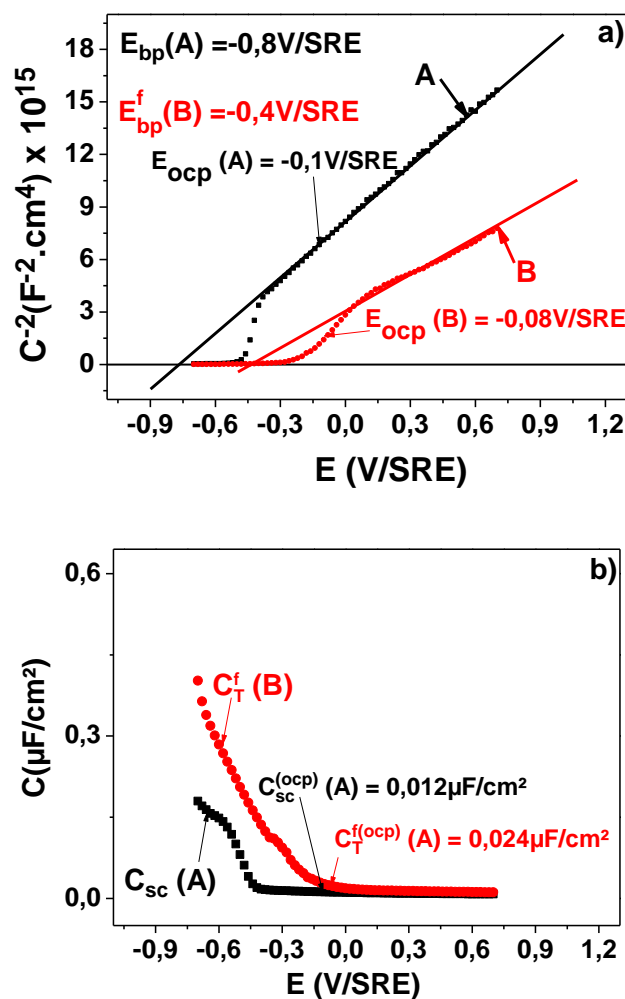 a)
E_bp(A) =-0,8V/SRE
E^f_bp(B) =-0,4V/SRE
A
E_ocp (A) = -0,1V/SRE
B
E_ocp (B) = -0,08V/SRE
C⁻²(F⁻².cm⁴) x 10¹⁵
18
15
12
9
6
3
0
-0,9 -0,6 -0,3 0,0 0,3 0,6 0,9 1,2
E (V/SRE)
b)
C(µF/cm²)
0,6
0,3
0,0
C^f_T (B)
C^(ocp)_sc (A) = 0,012µF/cm²
C^f(ocp)_T (A) = 0,024µF/cm²
C_sc (A)
-0,9 -0,6 -0,3 0,0 0,3 0,6 0,9 1,2
E (V/SRE)